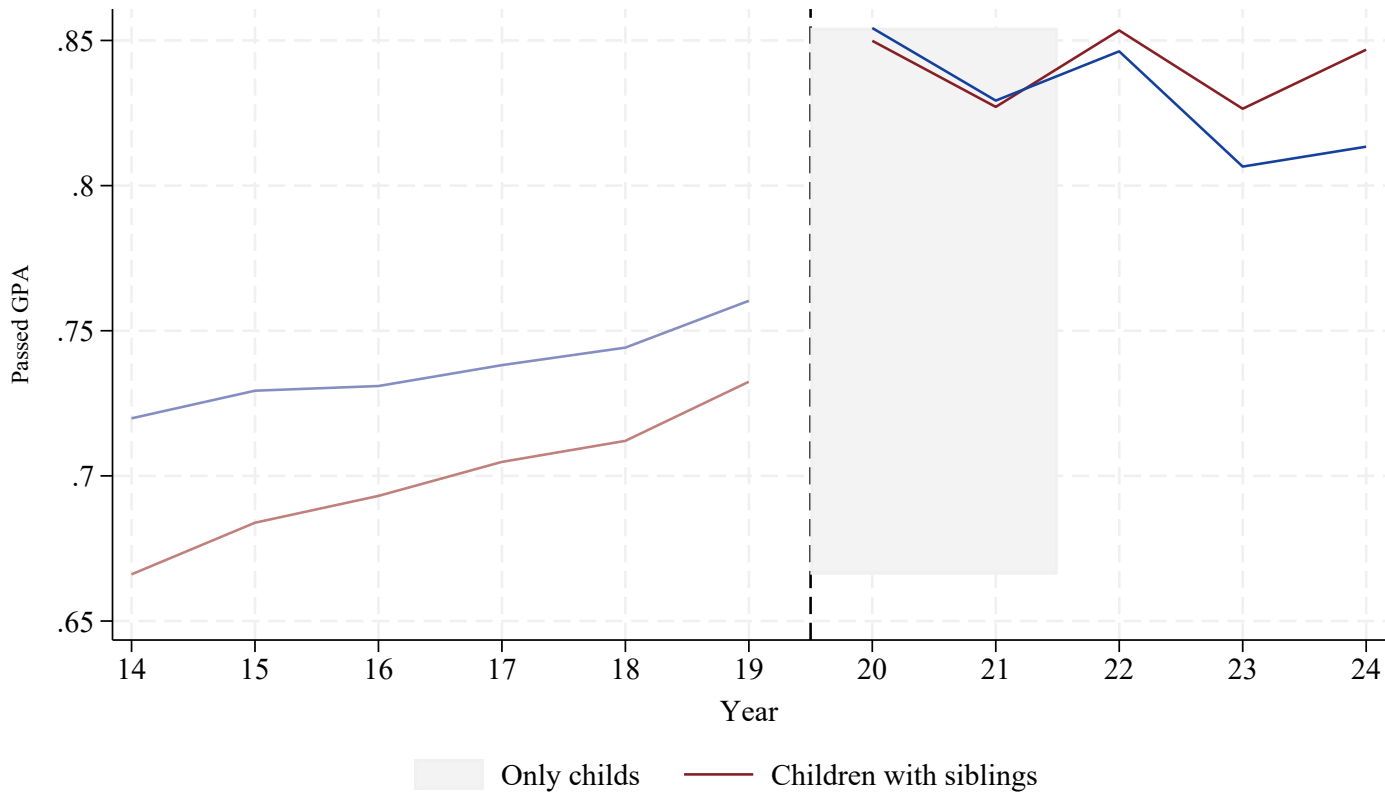 .85
.8
.75
.7
.65
Passed GPA
14 15 16 17 18 19 20 21 22 23 24
Year
Only childs Children with siblings